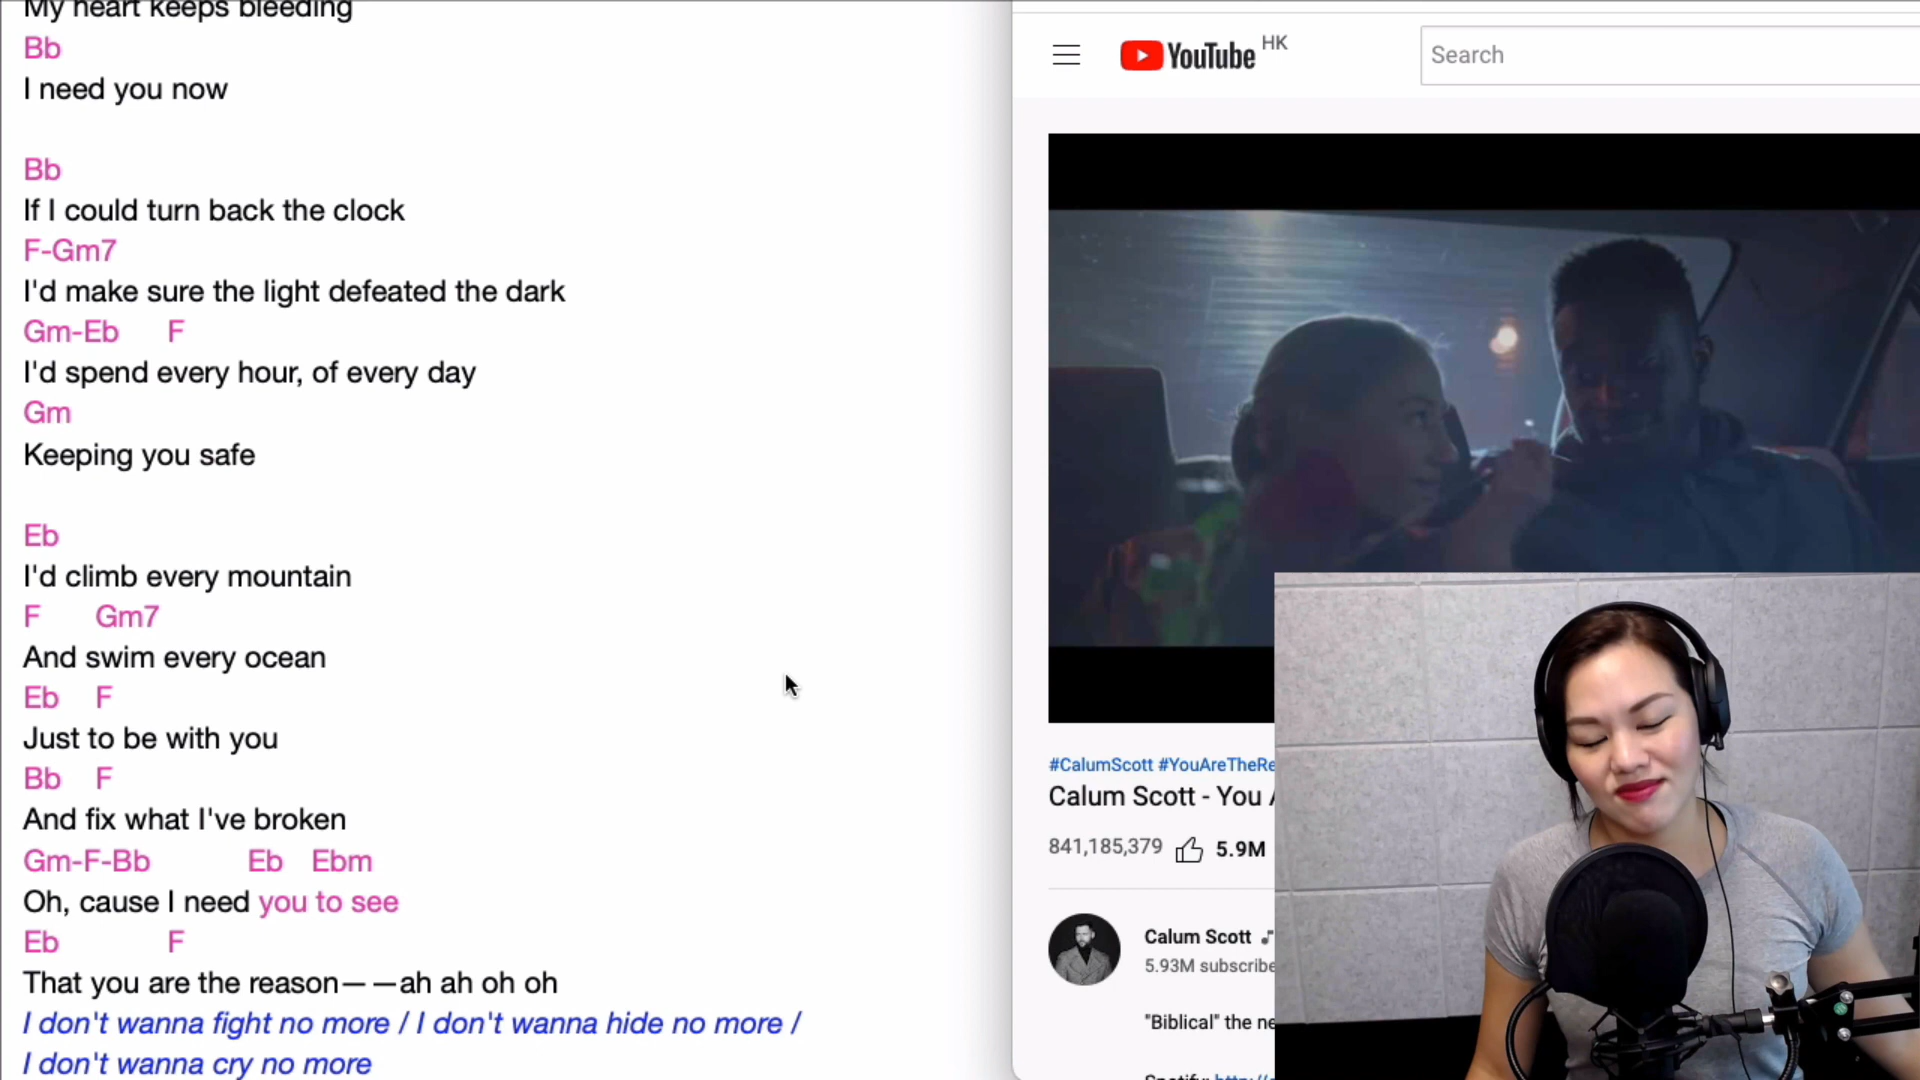 My heart keeps bleeding
Bb
I need you now
Bb
If I could turn back the clock
F-Gm7
I'd make sure the light defeated the dark
Gm-Eb F
I'd spend every hour, of every day
Gm
Keeping you safe
Eb
I'd climb every mountain
F Gm7
And swim every ocean
Eb F
Just to be with you
Bb F
And fix what I've broken
Gm-F-Bb Eb Ebm
Oh, cause I need you to see
Eb F
That you are the reason— —ah ah oh oh
I don't wanna fight no more / I don't wanna hide no more /
I don't wanna cry no more
YouTube HK
Search
#CalumScott #YouAreTheRe
Calum Scott - You
841,185,379 5.9M
Calum Scott
5.93M subscribe
"Biblical" the ne